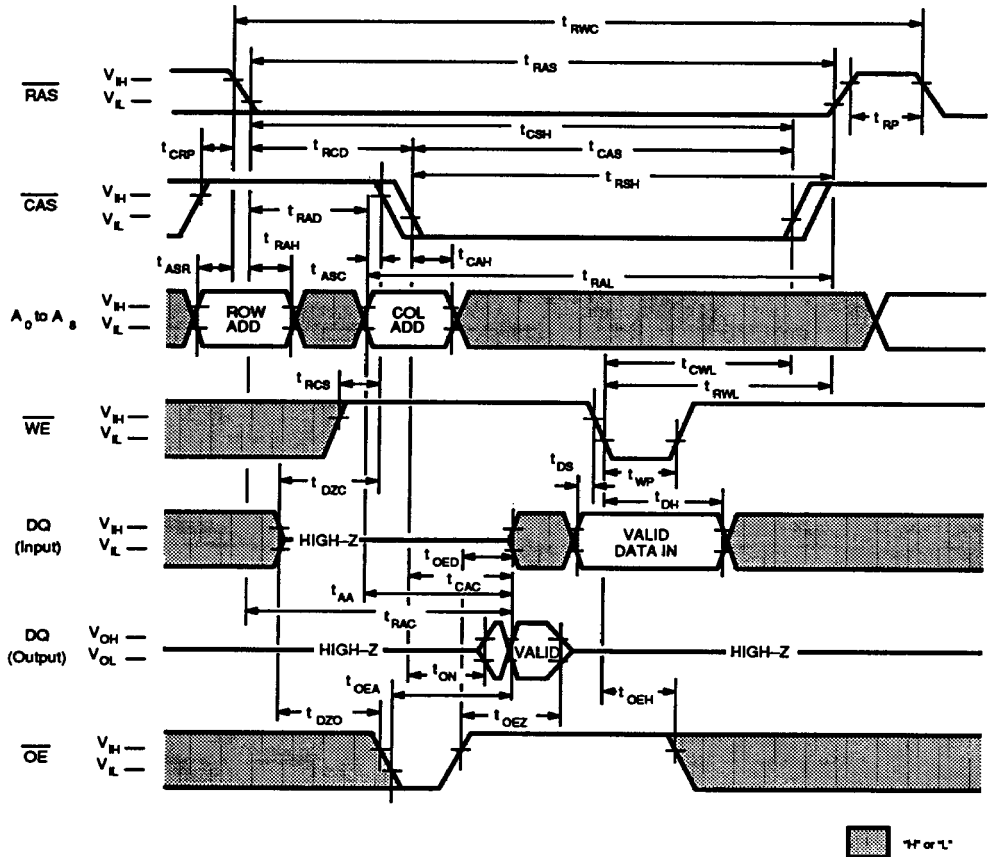 t RWC
RAS
V IH
V IL
t RAS
t RP
t CSH
t CRP
t RCD
t CAS
t RSH
CAS
V IH
V IL
t RAD
t RAH
t ASR
t ASC
t CAH
t RAL
A 0 to A 8
V IH
V IL
ROW ADD
COL ADD
t CWL
t RCS
t RWL
WE
V IH
V IL
t DS
t WP
t DZC
t DH
DQ (Input)
V IH
V IL
HIGH-Z
VALID DATA IN
t OED
t CAC
t AA
t RAC
DQ (Output)
V OH
V OL
HIGH-Z
VALID
HIGH-Z
t ON
t OEA
t OEH
t DZO
t OEZ
OE
V IH
V IL
"H" or "L"